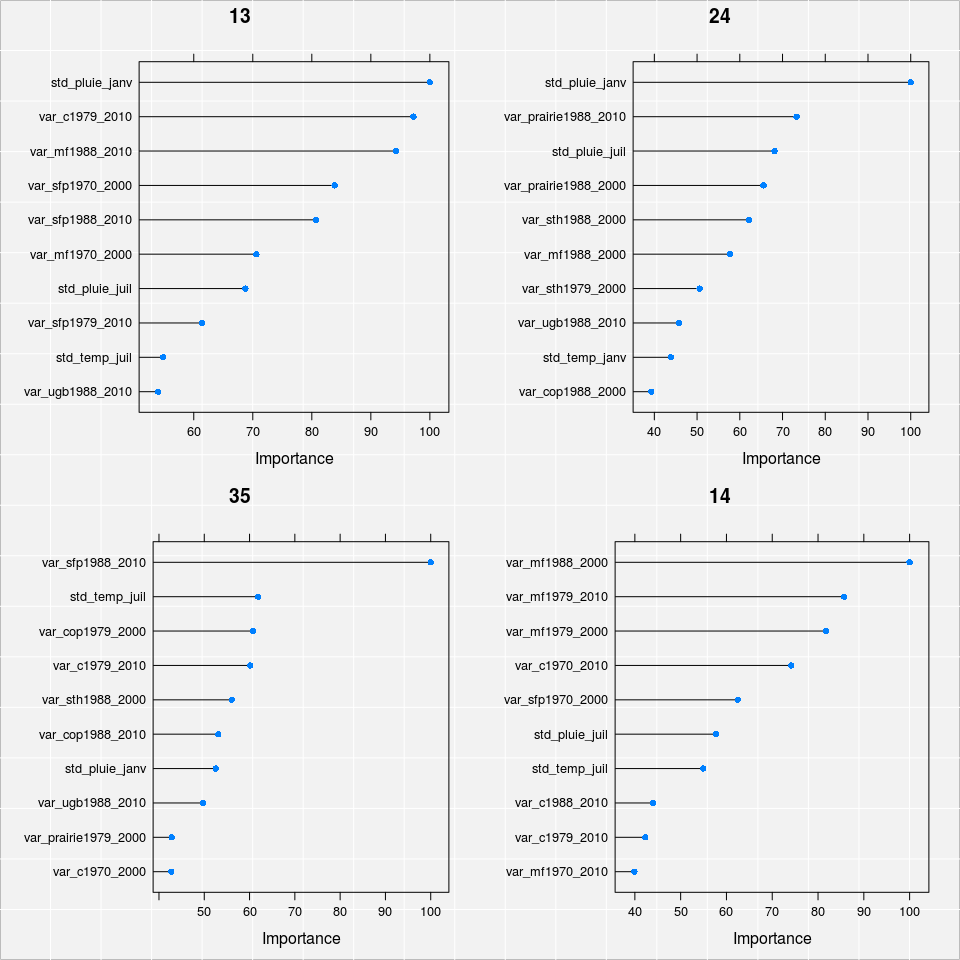 13
std_pluie_janv
var_c1979_2010
var_mf1988_2010
var_sfp1970_2000
var_sfp1988_2010
var_mf1970_2000
std_pluie_juil
var_sfp1979_2010
std_temp_juil
var_ugb1988_2010
60 70 80 90 100
Importance
24
std_pluie_janv
var_prairie1988_2010
std_pluie_juil
var_prairie1988_2000
var_sth1988_2000
var_mf1988_2000
var_sth1979_2000
var_ugb1988_2010
std_temp_janv
var_cop1988_2000
40 50 60 70 80 90 100
Importance
35
var_sfp1988_2010
std_temp_juil
var_cop1979_2000
var_c1979_2010
var_sth1988_2000
var_cop1988_2010
std_pluie_janv
var_ugb1988_2010
var_prairie1979_2000
var_c1970_2000
50 60 70 80 90 100
Importance
14
var_mf1988_2000
var_mf1979_2010
var_mf1979_2000
var_c1970_2010
var_sfp1970_2000
std_pluie_juil
std_temp_juil
var_c1988_2010
var_c1979_2010
var_mf1970_2010
40 50 60 70 80 90 100
Importance